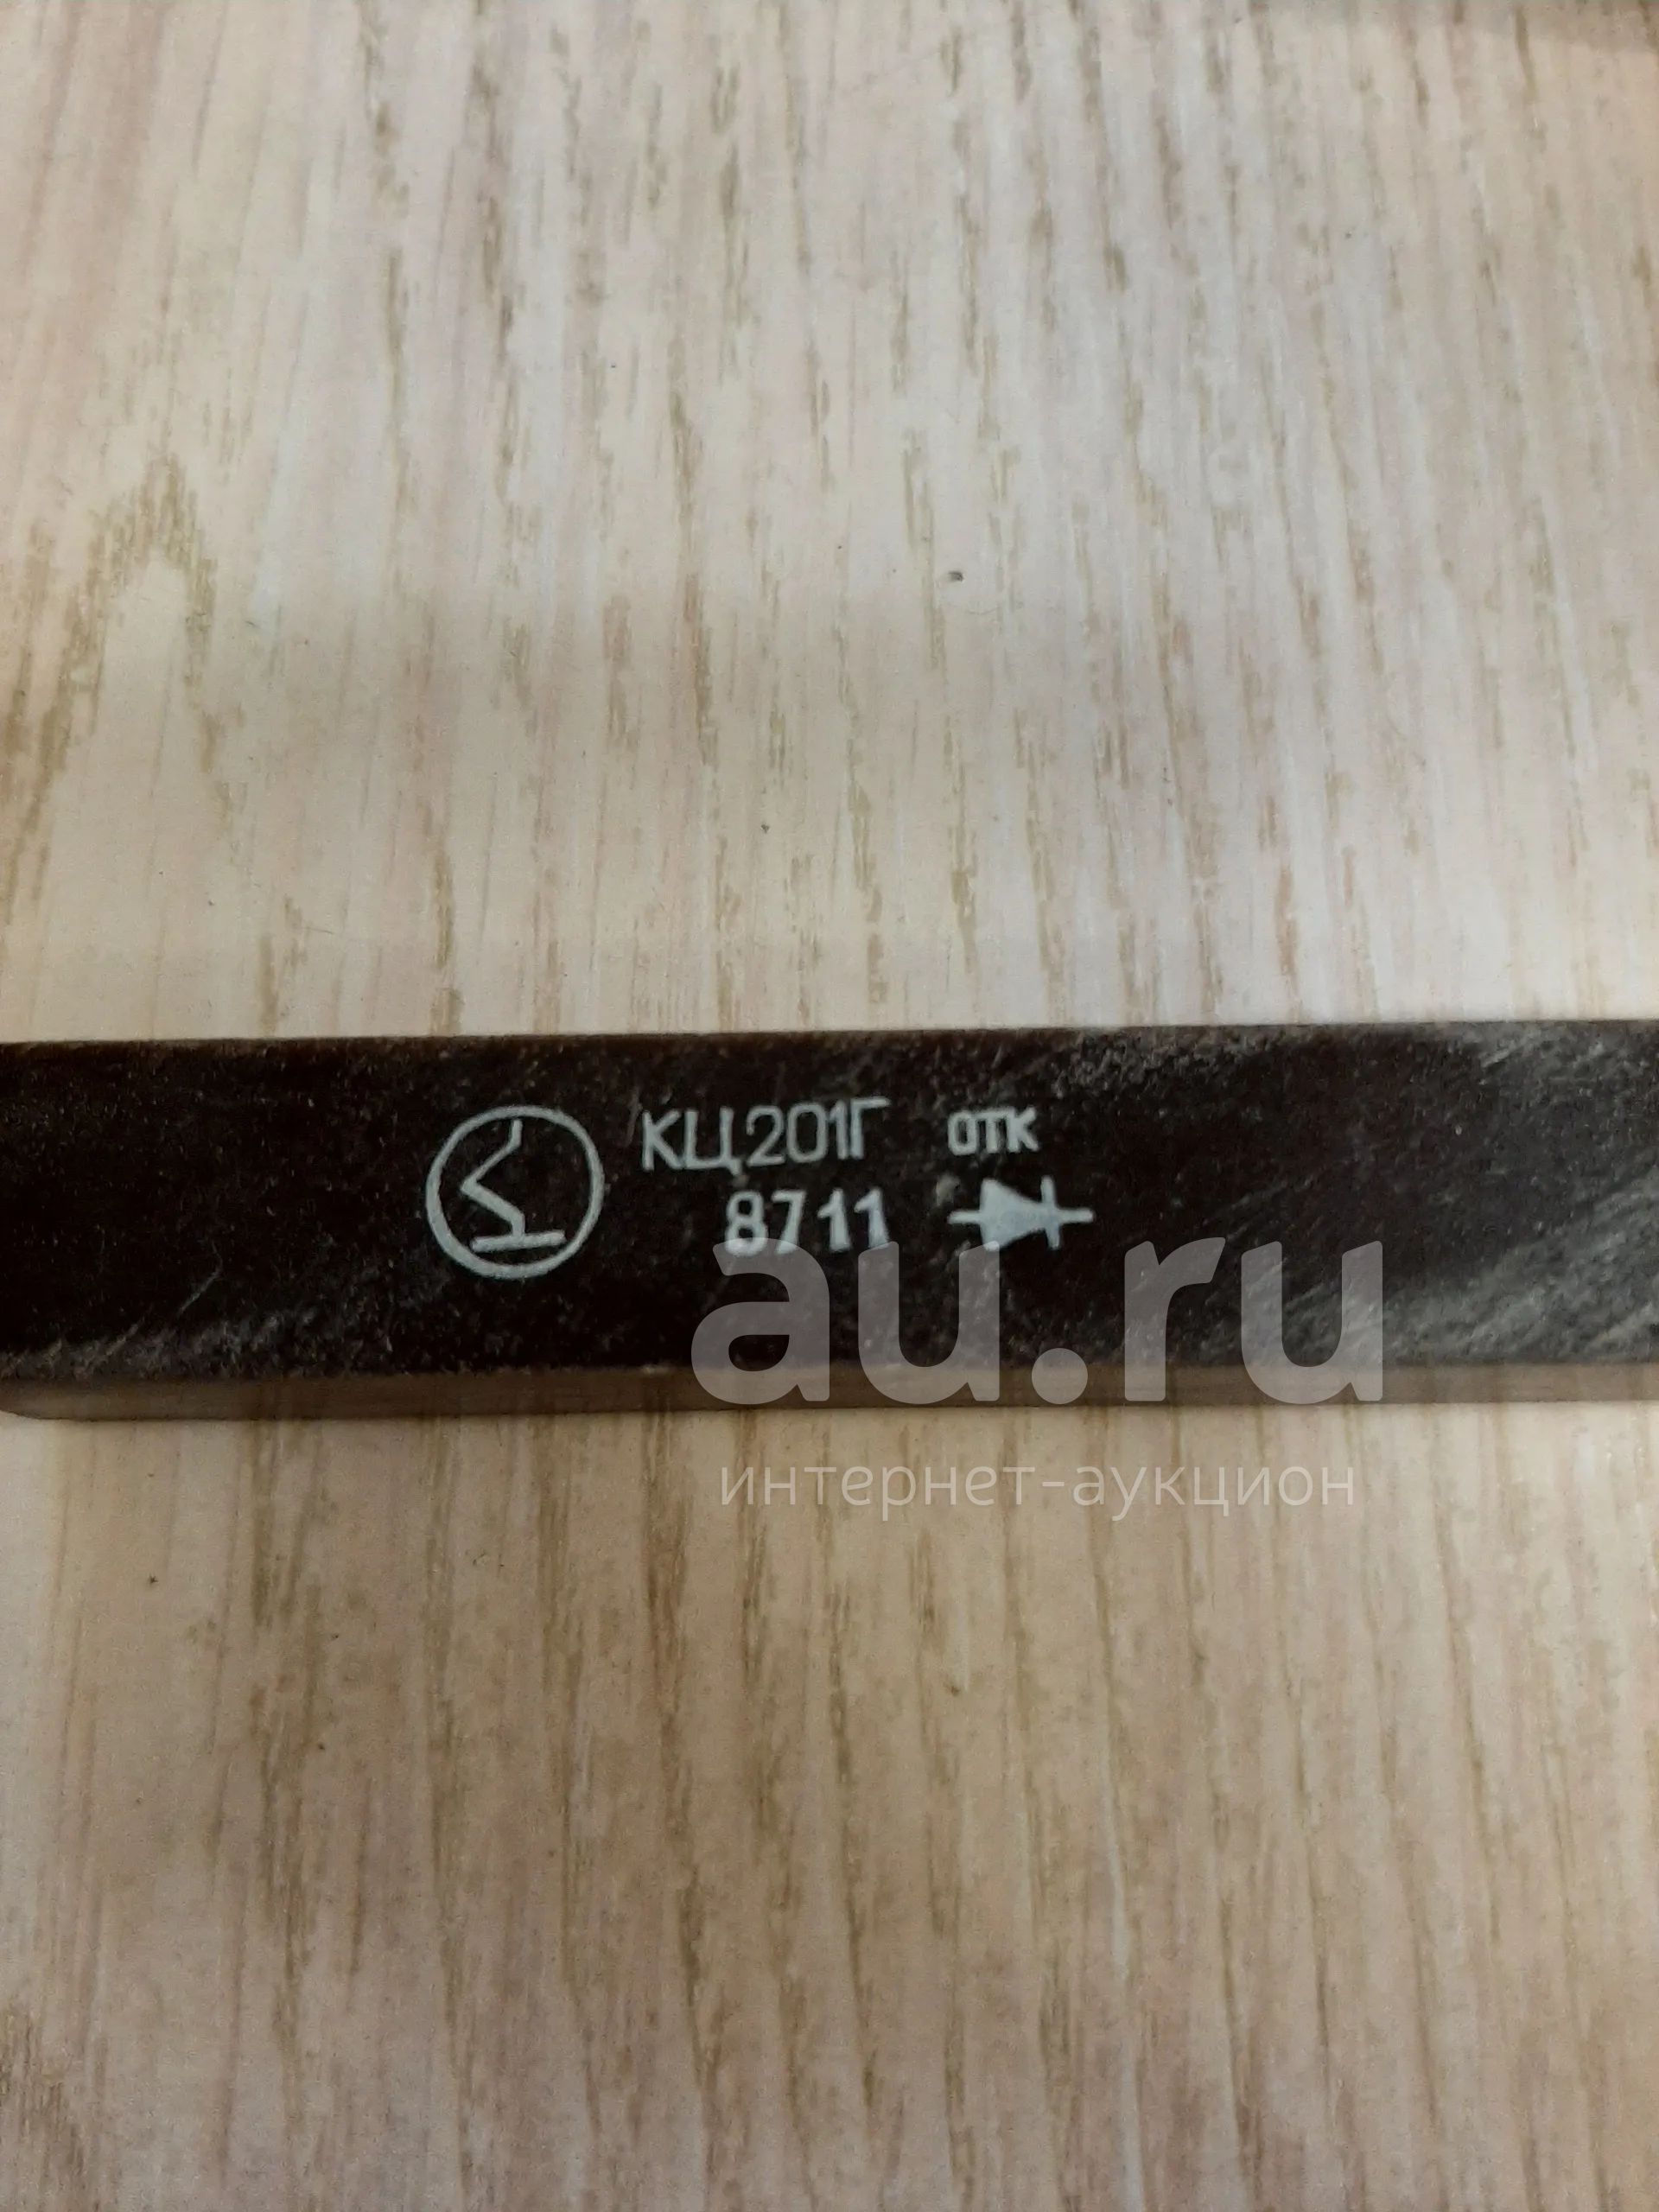 КЦ201Г ОТК
8711
au.ru
интернет-аукцион